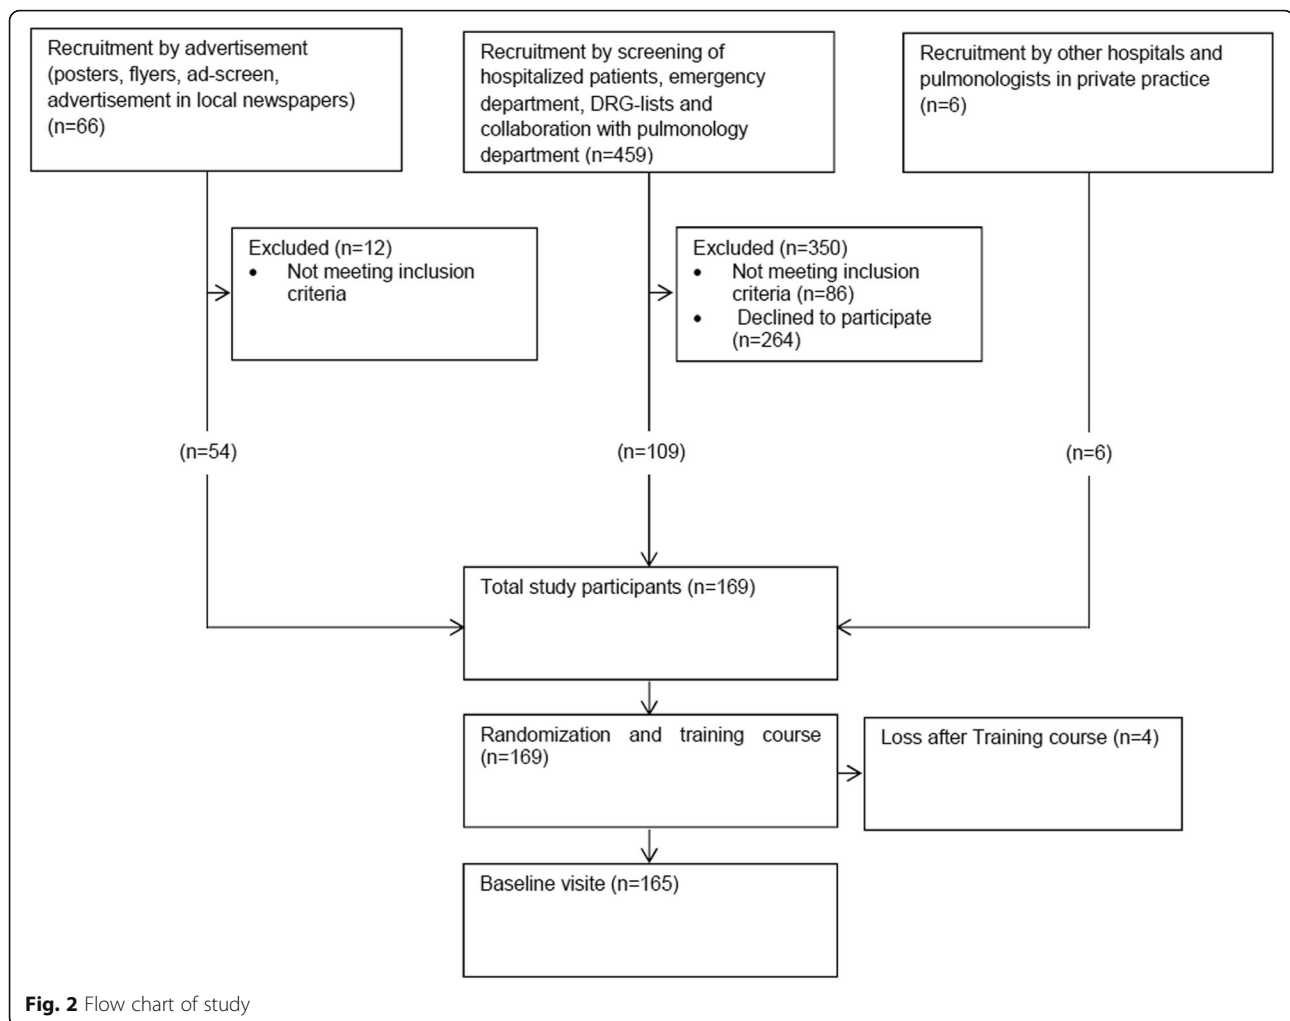 Recruitment by advertisement
(posters, flyers, ad-screen,
advertisement in local newspapers)
(n=66)
Recruitment by screening of
hospitalized patients, emergency
department, DRG-lists and
collaboration with pulmonology
department (n=459)
Recruitment by other hospitals and
pulmonologists in private practice
(n=6)
Excluded (n=12)
• Not meeting inclusion
criteria
Excluded (n=350)
• Not meeting inclusion
criteria (n=86)
• Declined to participate
(n=264)
(n=54)
(n=109)
(n=6)
Total study participants (n=169)
Randomization and training course
(n=169)
Loss after Training course (n=4)
Baseline visite (n=165)
Fig. 2 Flow chart of study